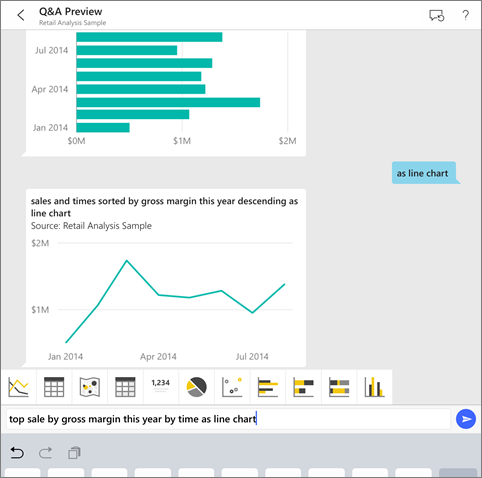 Q&A Preview
Retail Analysis Sample
?
Jul 2014
Apr 2014
Jan 2014
$0M $1M $2M
as line chart
sales and times sorted by gross margin this year descending as
line chart
Source: Retail Analysis Sample
$2M
$1M
Jan 2014 Apr 2014 Jul 2014
1,234
top sale by gross margin this year by time as line chart